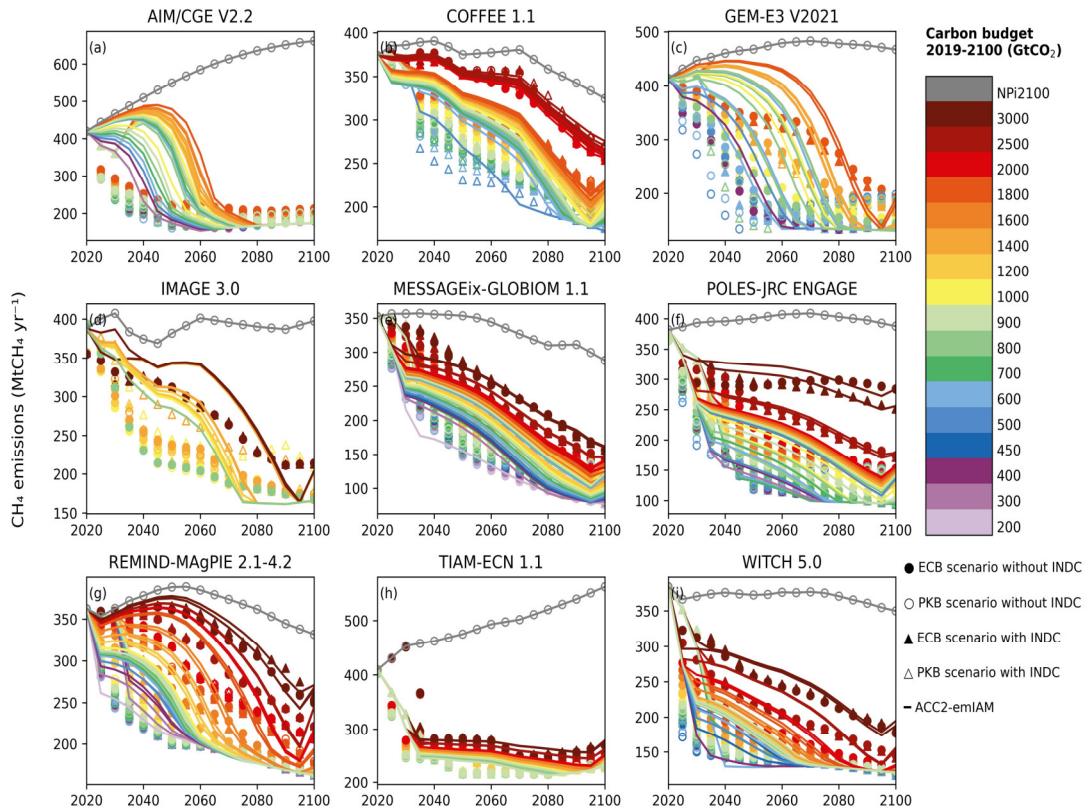 AIM/CGE V2.2
COFFEE 1.1
GEM-E3 V2021
Carbon budget
2019-2100 (GtCO₂)
(a)
(b)
(c)
600
500
400
300
200
400
350
300
250
200
500
400
300
200
2020 2040 2060 2080 2100
2020 2040 2060 2080 2100
2020 2040 2060 2080 2100
NPi2100
3000
2500
2000
1800
1600
1400
1200
1000
900
800
700
600
500
450
400
300
200
CH₄ emissions (MtCH₄ yr⁻¹)
IMAGE 3.0
MESSAGEix-GLOBIOM 1.1
POLES-JRC ENGAGE
(d)
(e)
(f)
400
350
300
250
200
150
350
300
250
200
150
100
400
350
300
250
200
150
100
2020 2040 2060 2080 2100
2020 2040 2060 2080 2100
2020 2040 2060 2080 2100
REMIND-MAgPIE 2.1-4.2
TIAM-ECN 1.1
WITCH 5.0
(g)
(h)
(i)
350
300
250
200
500
400
300
200
350
300
250
200
150
2020 2040 2060 2080 2100
2020 2040 2060 2080 2100
2020 2040 2060 2080 2100
ECB scenario without INDC
PKB scenario without INDC
ECB scenario with INDC
PKB scenario with INDC
ACC2-emIAM